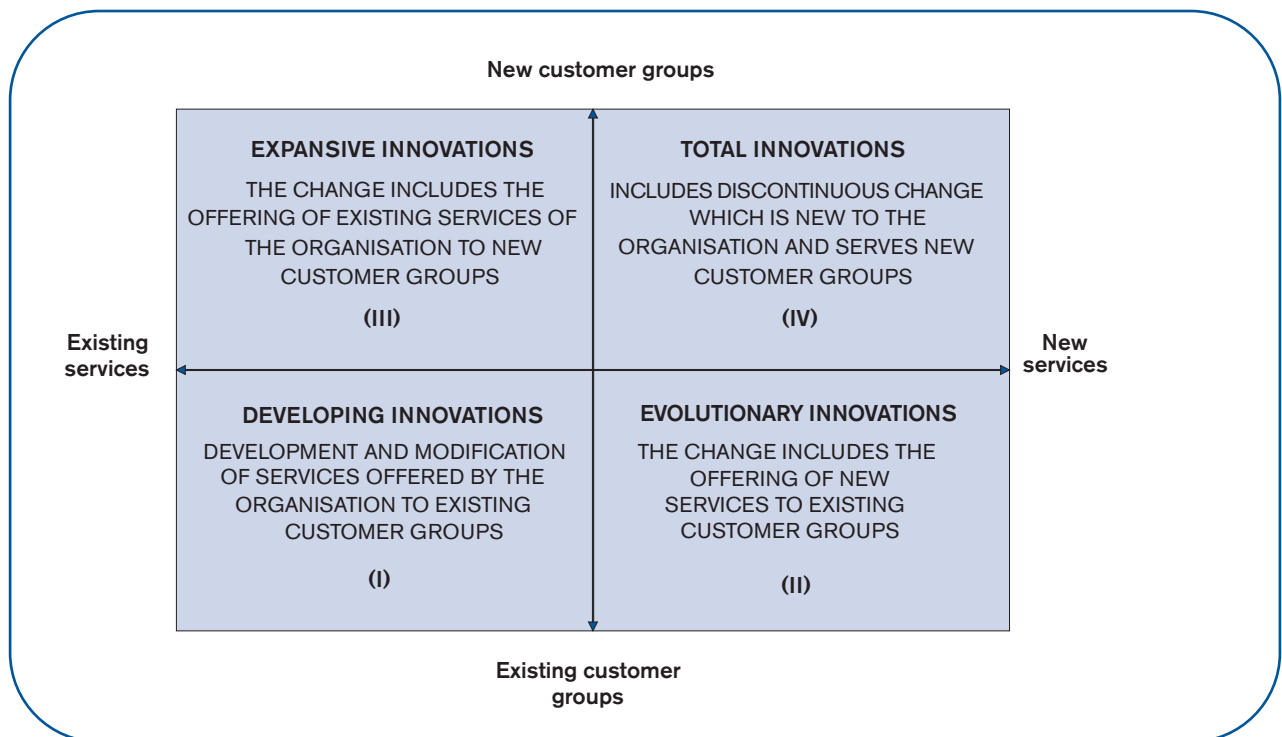 New customer groups
EXPANSIVE INNOVATIONS
THE CHANGE INCLUDES THE
OFFERING OF EXISTING SERVICES OF
THE ORGANISATION TO NEW
CUSTOMER GROUPS
(III)
TOTAL INNOVATIONS
INCLUDES DISCONTINUOUS CHANGE
WHICH IS NEW TO THE
ORGANISATION AND SERVES NEW
CUSTOMER GROUPS
(IV)
Existing
services
New
services
DEVELOPING INNOVATIONS
DEVELOPMENT AND MODIFICATION
OF SERVICES OFFERED BY THE
ORGANISATION TO EXISTING
CUSTOMER GROUPS
(I)
EVOLUTIONARY INNOVATIONS
THE CHANGE INCLUDES THE
OFFERING OF NEW
SERVICES TO EXISTING
CUSTOMER GROUPS
(II)
Existing customer
groups